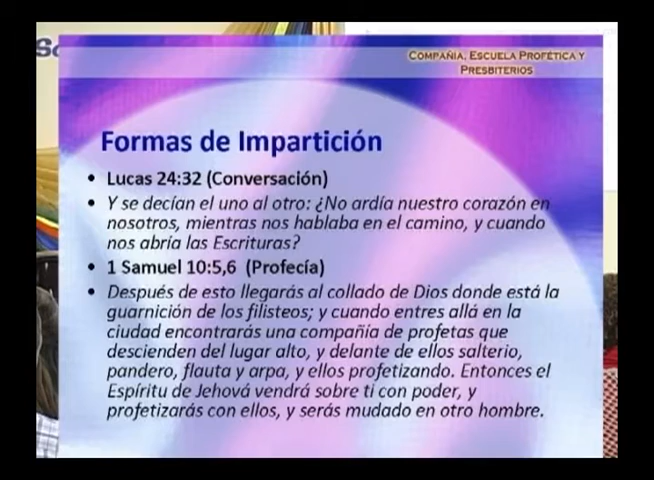 So
COMPAÑIA, ESCUELA PROFÉTICA Y
PRESBITERIOS
Formas de Impartición
• Lucas 24:32 (Conversación)
• Y se decían el uno al otro: ¿No ardía nuestro corazón en
nosotros, mientras nos hablaba en el camino, y cuando
nos abría las Escrituras?
• 1 Samuel 10:5,6 (Profecía)
• Después de esto llegarás al collado de Dios donde está la
guarnición de los filisteos; y cuando entres allá en la
ciudad encontrarás una compañía de profetas que
descienden del lugar alto, y delante de ellos salterio,
pandero, flauta y arpa, y ellos profetizando. Entonces el
Espíritu de Jehová vendrá sobre ti con poder, y
profetizarás con ellos, y serás mudado en otro hombre.